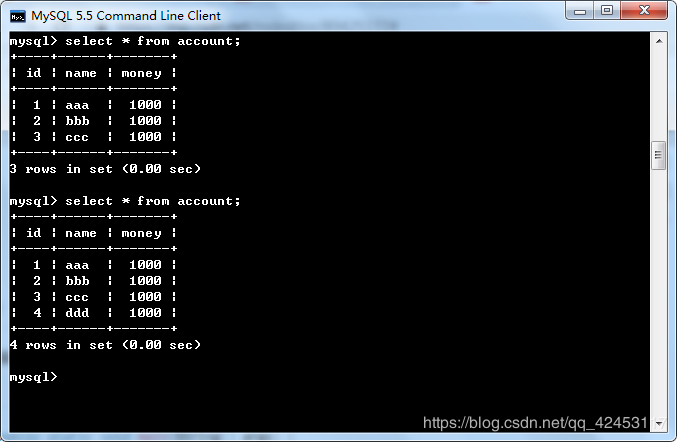 MySQL 5.5 Command Line Client
mysql> select * from account;
+----+------+-------+
| id | name | money |
+----+------+-------+
|  1 | aaa  |  1000 |
|  2 | bbb  |  1000 |
|  3 | ccc  |  1000 |
+----+------+-------+
3 rows in set (0.00 sec)
mysql> select * from account;
+----+------+-------+
| id | name | money |
+----+------+-------+
|  1 | aaa  |  1000 |
|  2 | bbb  |  1000 |
|  3 | ccc  |  1000 |
|  4 | ddd  |  1000 |
+----+------+-------+
4 rows in set (0.00 sec)
mysql>
https://blog.csdn.net/qq_424531